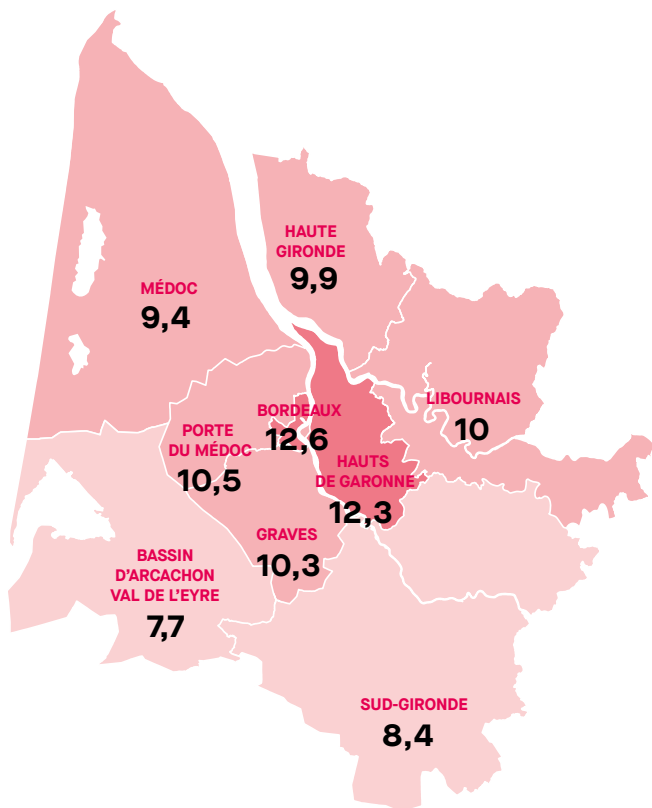 HAUTE
GIRONDE
9,9
MÉDOC
9,4
LIBOURNAIS
10
BORDEAUX
12,6
PORTE
DU MÉDOC
10,5
HAUTS
DE GARONNE
12,3
GRAVES
10,3
BASSIN
D'ARCACHON
VAL DE L'EYRE
7,7
SUD-GIRONDE
8,4